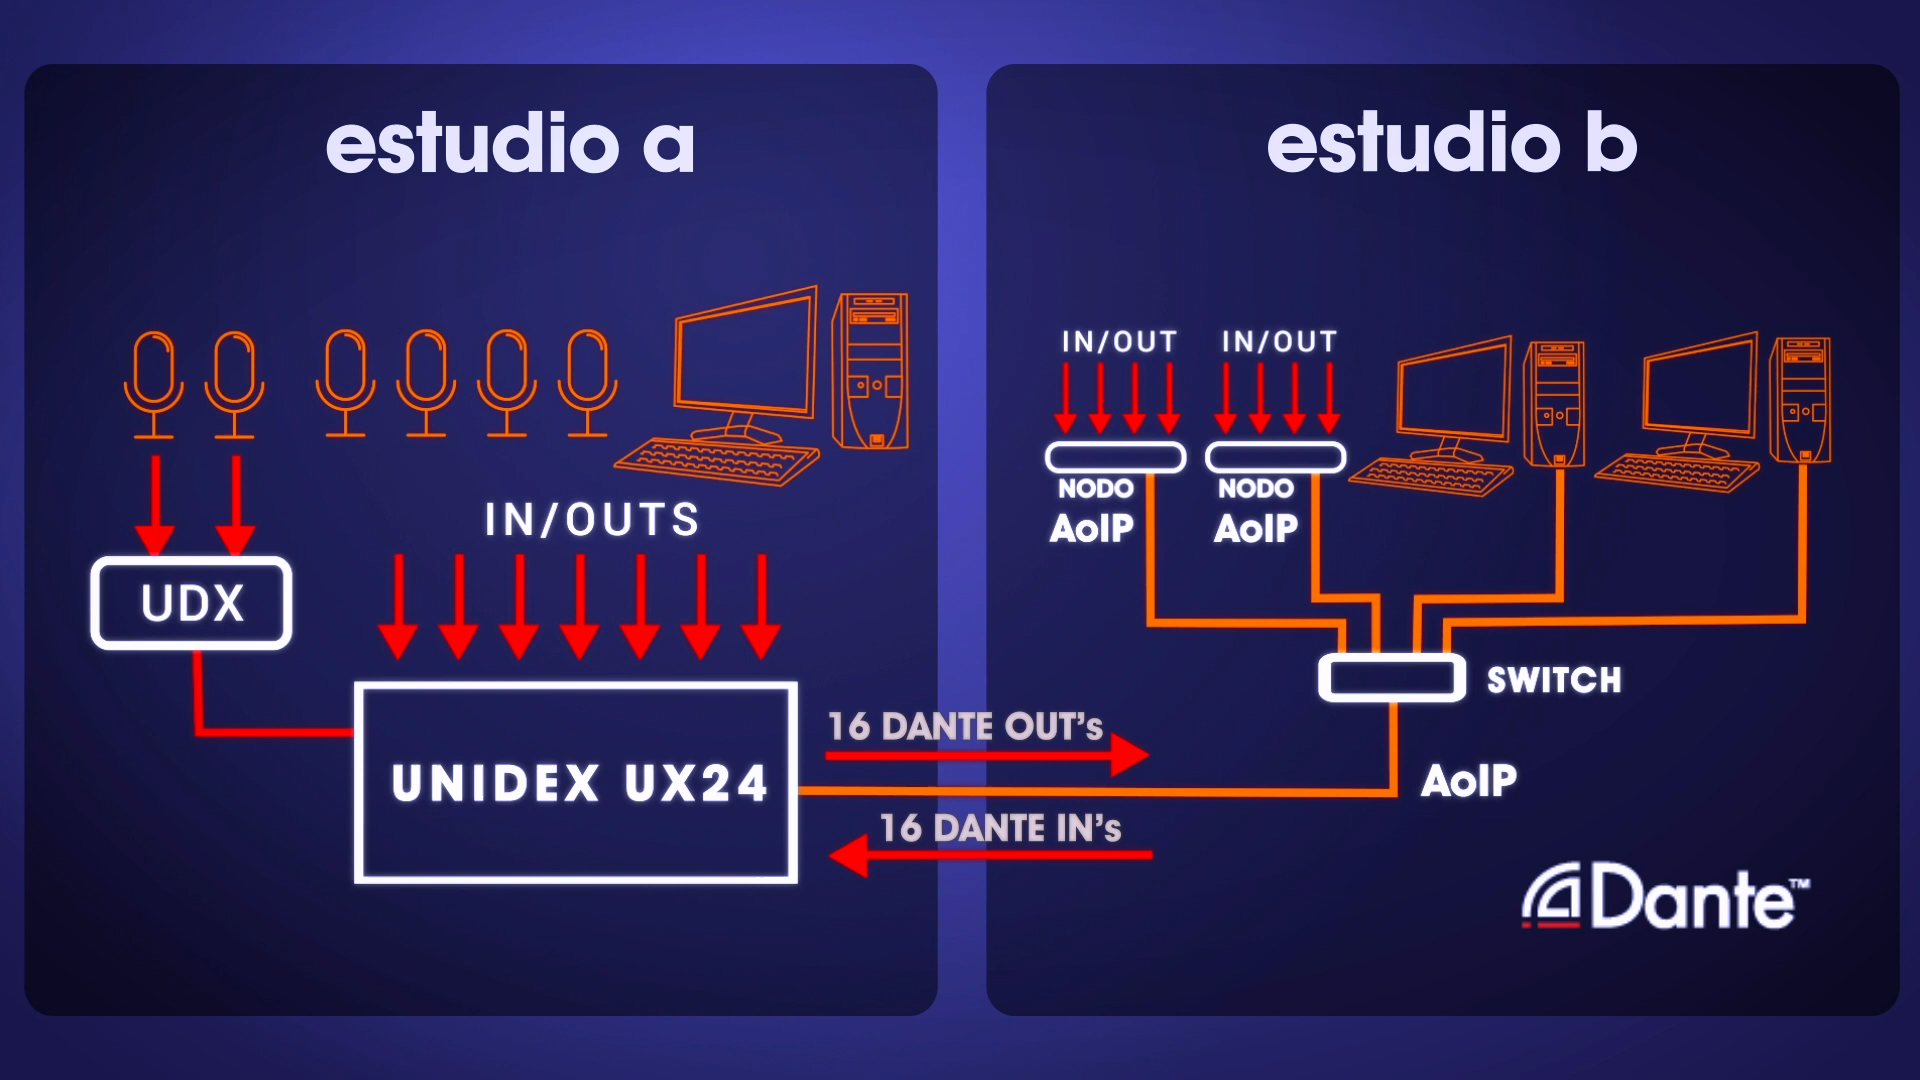 estudio a
IN/OUTS
UDX
UNIDEX UX24
16 DANTE OUT's
16 DANTE IN's
estudio b
IN/OUT
IN/OUT
NODO
AoIP
NODO
AoIP
SWITCH
AoIP
Dante™